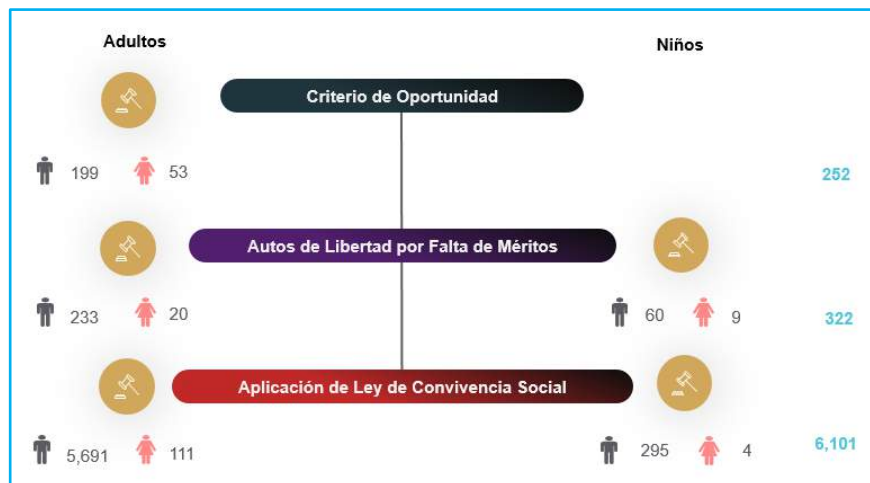 Adultos
Niños
Criterio de Oportunidad
199 53 252
Autos de Libertad por Falta de Méritos
233 20 60 9 322
Aplicación de Ley de Convivencia Social
5,691 111 295 4 6,101